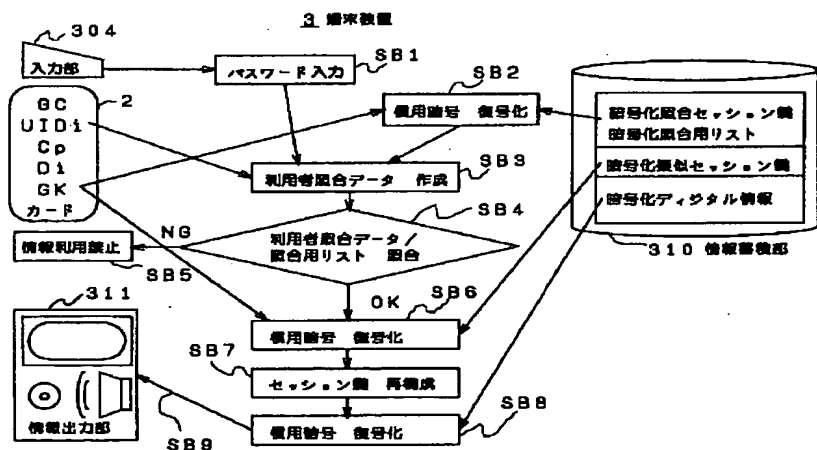 3 端末装置
304
入力部
SB1
パスワード入力
SB2
慣用暗号 復号化
2
GC
UIDi
Cp
Di
GK
カード
暗号化照合セッション鍵
暗号化照合用リスト
暗号化擬似セッション鍵
暗号化ディジタル情報
310 情報蓄積部
SB3
利用者照合データ 作成
SB4
利用者照合データ/
照合用リスト 照合
NG
情報利用禁止
SB5
OK
SB6
慣用暗号 復号化
SB7
セッション鍵 再構成
SB8
慣用暗号 復号化
SB9
311
情報出力部